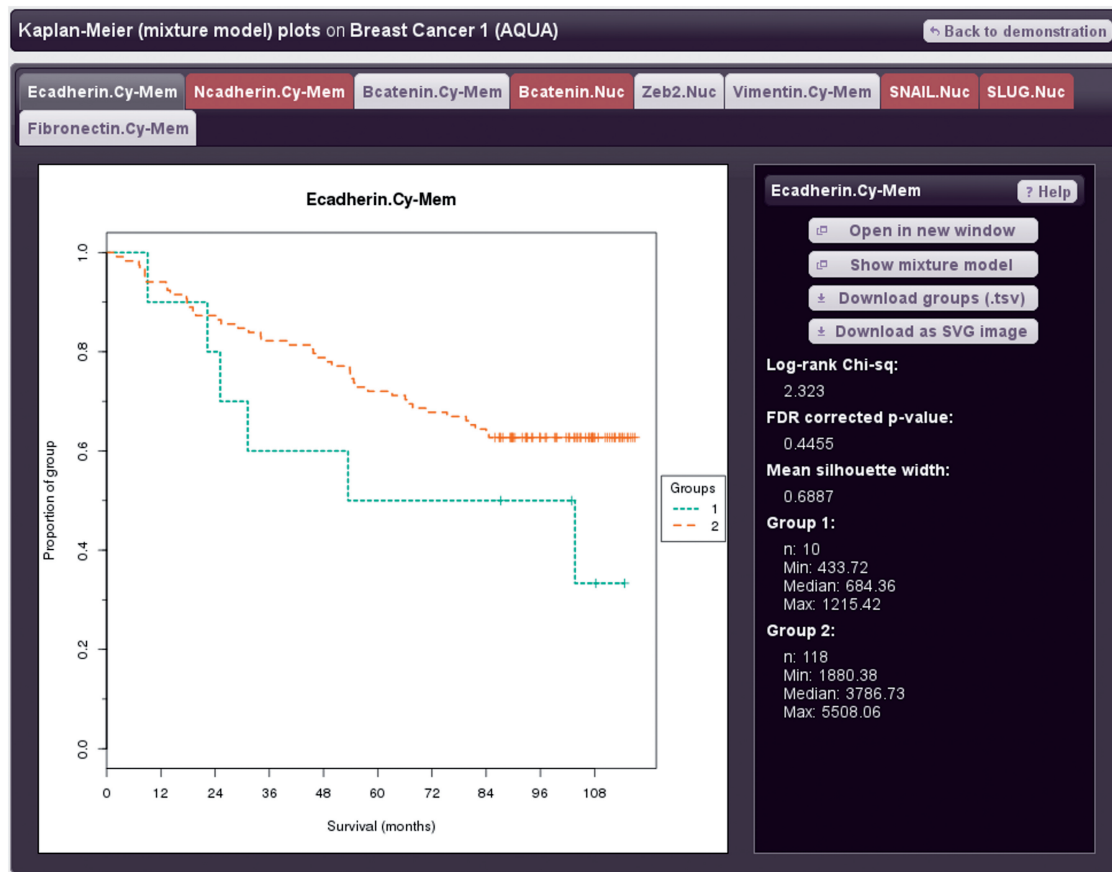 Kaplan-Meier (mixture model) plots on Breast Cancer 1 (AQUA)
Back to demonstration
Ecadherin.Cy-Mem
Ncadherin.Cy-Mem
Bcatenin.Cy-Mem
Bcatenin.Nuc
Zeb2.Nuc
Vimentin.Cy-Mem
SNAIL.Nuc
SLUG.Nuc
Fibronectin.Cy-Mem
Ecadherin.Cy-Mem
1.0
0.8
0.6
0.4
0.2
0.0
Proportion of group
0 12 24 36 48 60 72 84 96 108
Survival (months)
Groups
1
2
Ecadherin.Cy-Mem
? Help
Open in new window
Show mixture model
Download groups (.tsv)
Download as SVG image
Log-rank Chi-sq:
2.323
FDR corrected p-value:
0.4455
Mean silhouette width:
0.6887
Group 1:
n: 10
Min: 433.72
Median: 684.36
Max: 1215.42
Group 2:
n: 118
Min: 1880.38
Median: 3786.73
Max: 5508.06